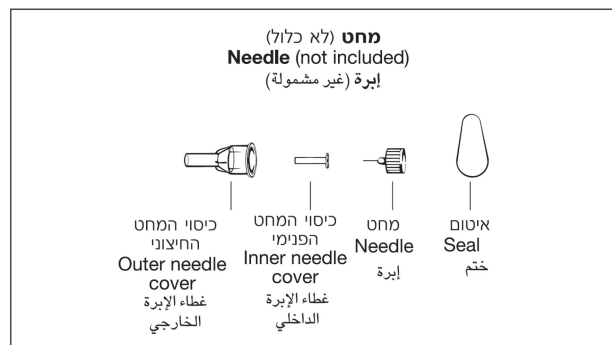 מחט (לא כלול)
Needle (not included)
إبرة (غير مشمولة)
כיסוי המחט
החיצוני
Outer needle
cover
غطاء الإبرة
الخارجي
כיסוי המחט
הפנימי
Inner needle
cover
غطاء الإبرة
الداخلي
מחט
Needle
إبرة
איטום
Seal
ختم